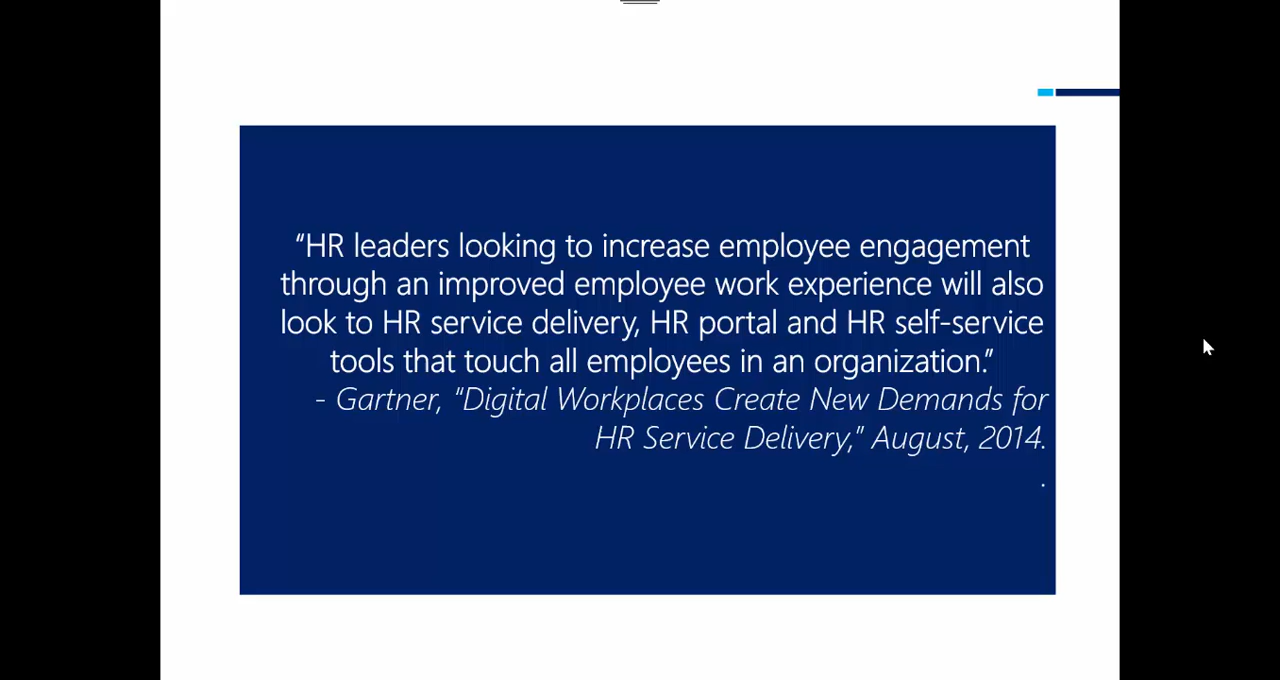 “HR leaders looking to increase employee engagement
through an improved employee work experience will also
look to HR service delivery, HR portal and HR self-service
tools that touch all employees in an organization.”
- Gartner, “Digital Workplaces Create New Demands for
HR Service Delivery,” August, 2014.
.